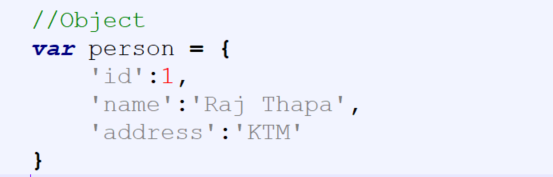 //Object
var person = {
'id':1,
'name':'Raj Thapa',
'address':'KTM'
}